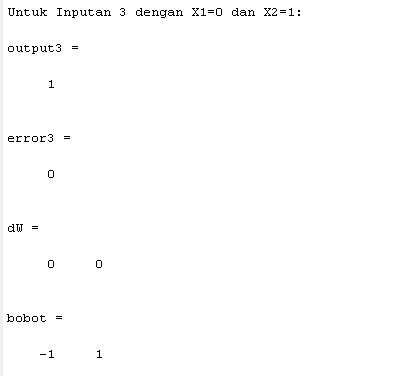 Untuk Inputan 3 dengan X1=0 dan X2=1:
output3 =
1
error3 =
0
dW =
0 0
bobot =
-1 1